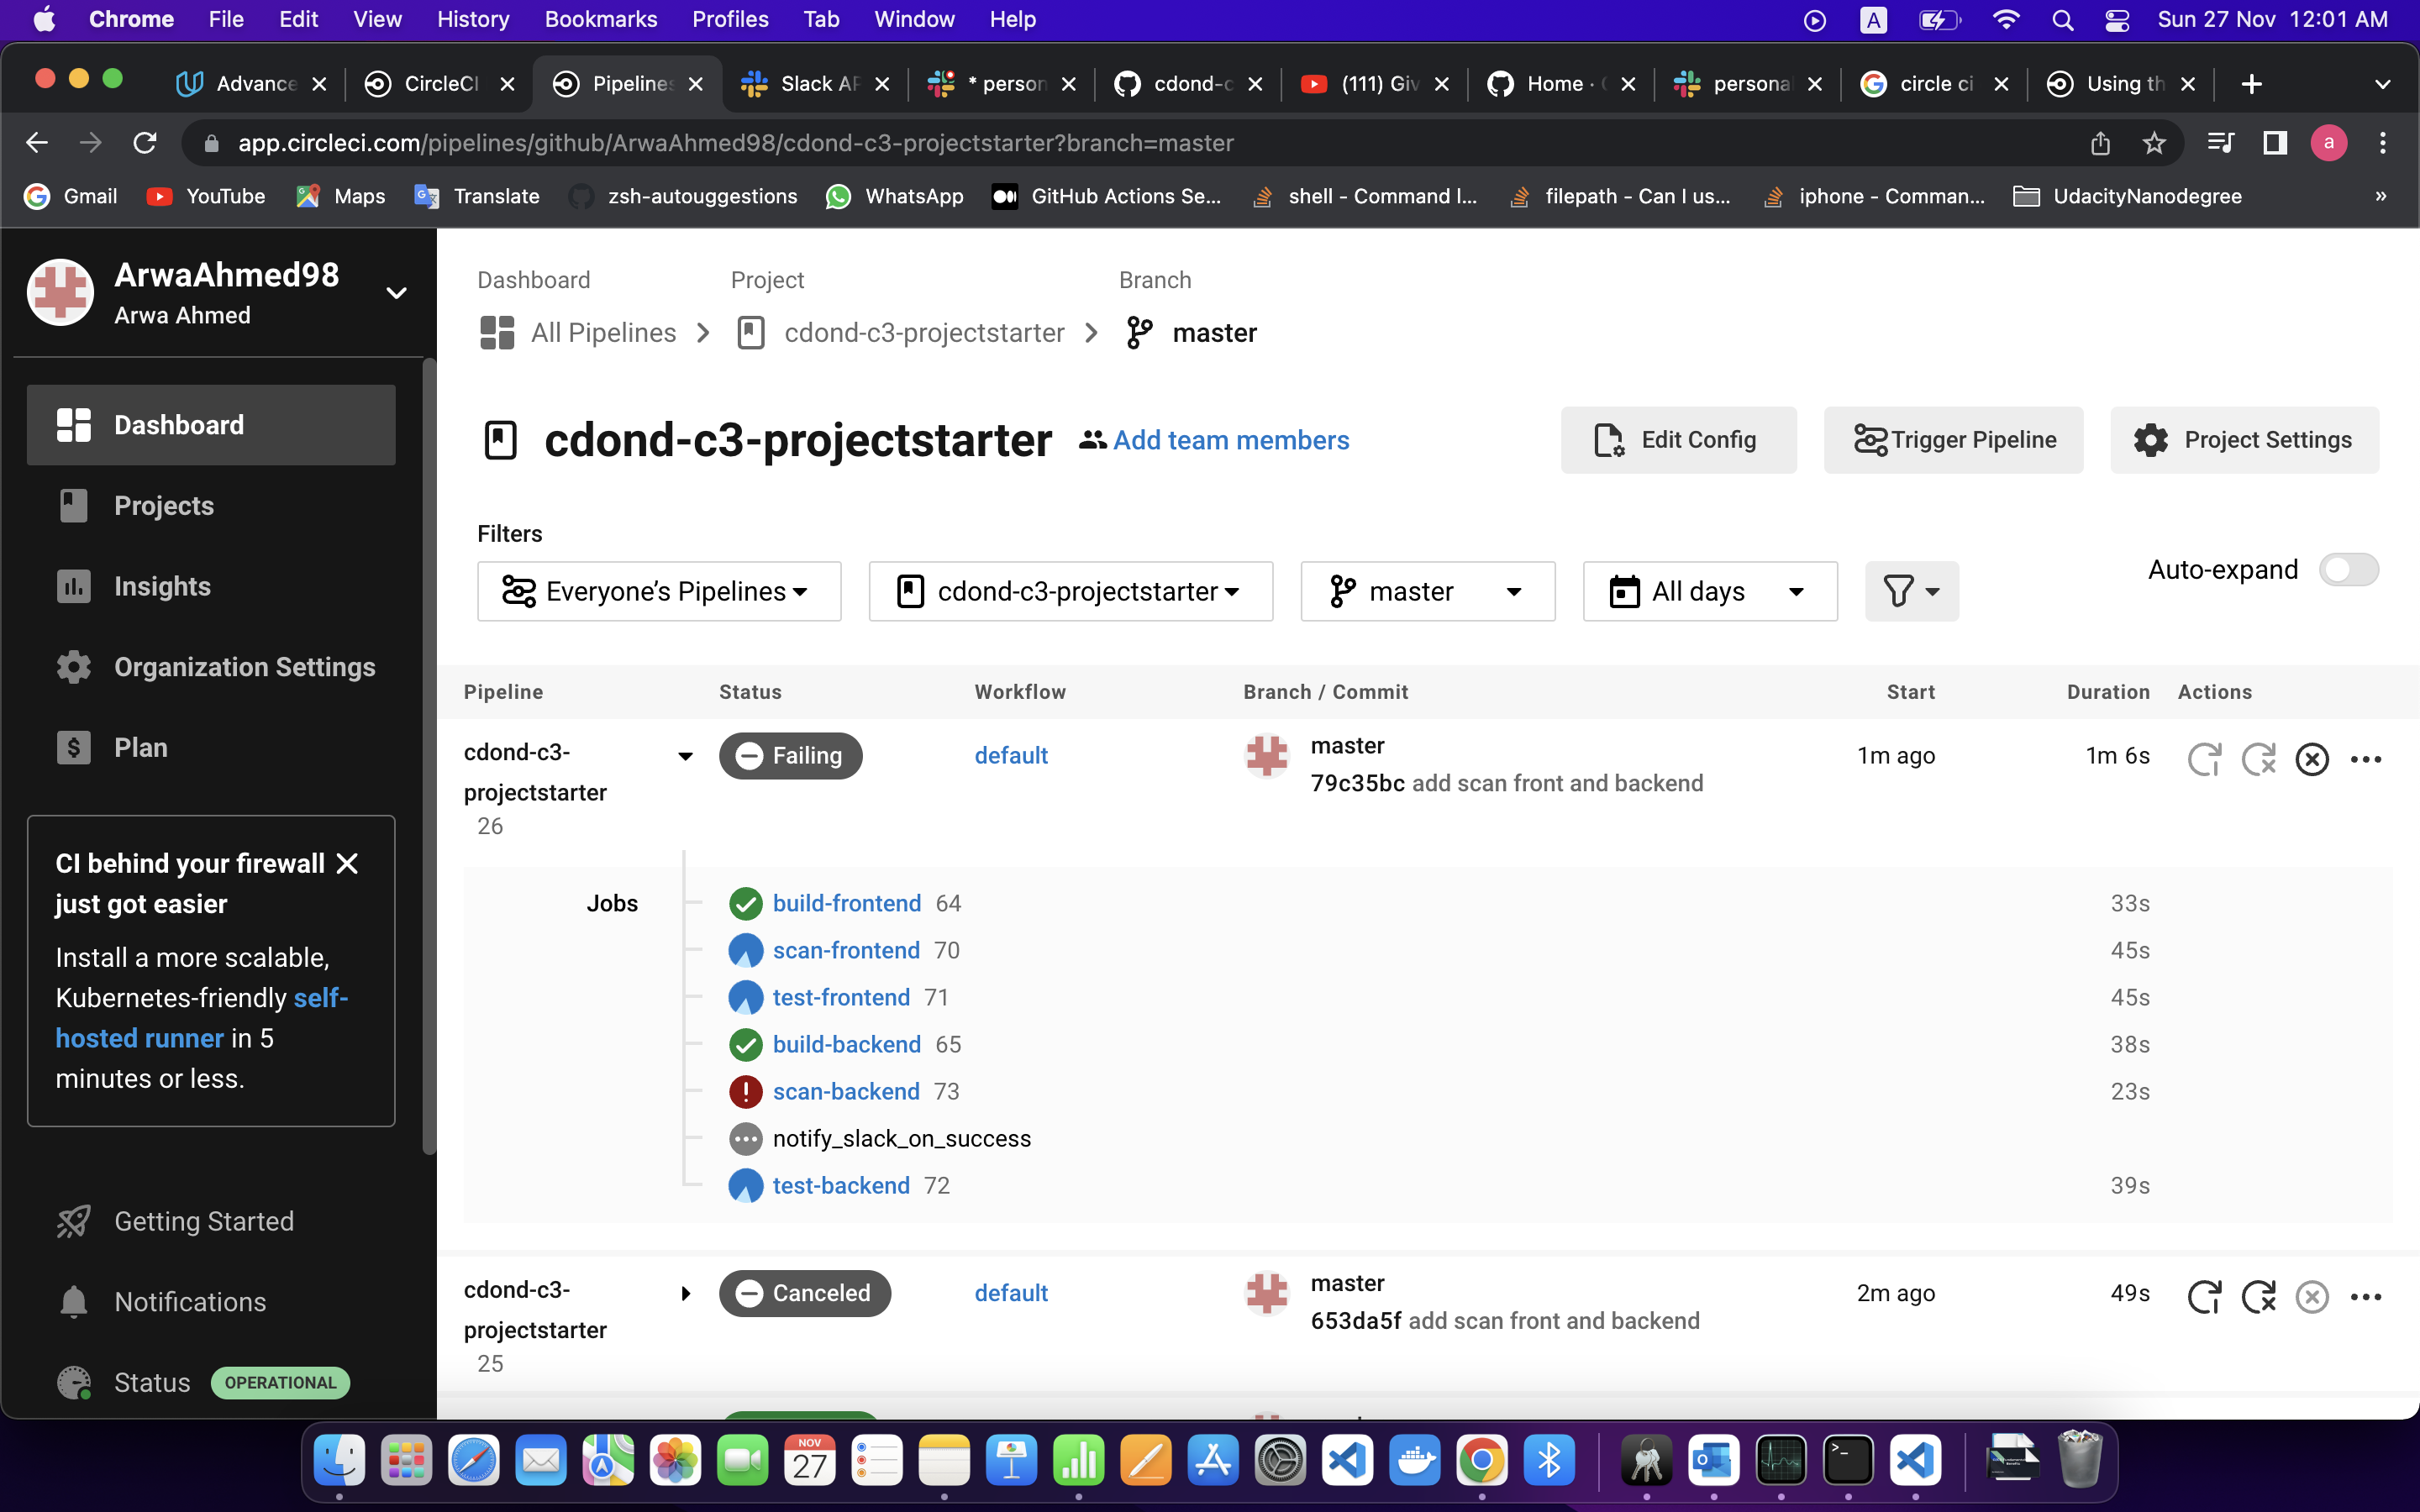 Chrome File Edit View History Bookmarks Profiles Tab Window Help A Sun 27 Nov 12:01 AM
Advance CircleCI Pipelines Slack AP * person cdond-c (111) Giv Home · personal circle ci Using th
app.circleci.com/pipelines/github/ArwaAhmed98/cdond-c3-projectstarter?branch=master a
Gmail YouTube Maps Translate zsh-autouggestions WhatsApp GitHub Actions Se... shell - Command l... filepath - Can I us... iphone - Comman... UdacityNanodegree »
ArwaAhmed98
Arwa Ahmed
Dashboard
Projects
Insights
Organization Settings
Plan
CI behind your firewall
just got easier
Install a more scalable,
Kubernetes-friendly self-
hosted runner in 5
minutes or less.
Getting Started
Notifications
Status OPERATIONAL
Dashboard Project Branch
All Pipelines cdond-c3-projectstarter master
cdond-c3-projectstarter Add team members Edit Config Trigger Pipeline Project Settings
Filters
Everyone’s Pipelines cdond-c3-projectstarter master All days Auto-expand
Pipeline Status Workflow Branch / Commit Start Duration Actions
cdond-c3-
projectstarter
26
Failing default master 1m ago 1m 6s
79c35bc add scan front and backend
Jobs
build-frontend 64 33s
scan-frontend 70 45s
test-frontend 71 45s
build-backend 65 38s
scan-backend 73 23s
notify_slack_on_success
test-backend 72 39s
cdond-c3-
projectstarter
25
Canceled default master 2m ago 49s
653da5f add scan front and backend
NOV
27